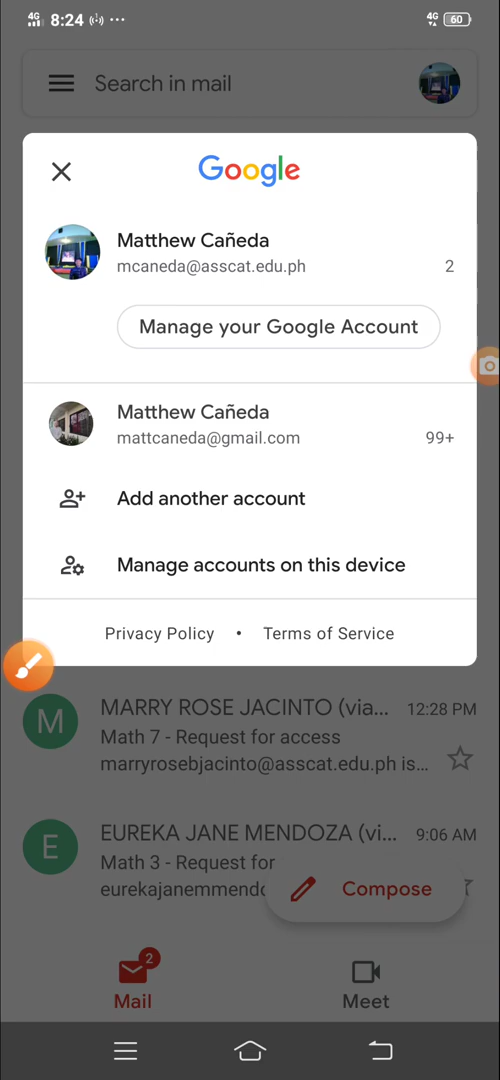 4G 8:24 4G 60
Search in mail
Google
Matthew Cañeda
mcaneda@asscat.edu.ph 2
Manage your Google Account
Matthew Cañeda
mattcaneda@gmail.com 99+
Add another account
Manage accounts on this device
Privacy Policy • Terms of Service
M MARRY ROSE JACINTO (via... 12:28 PM
Math 7 - Request for access
marryrosebjacinto@asscat.edu.ph is...
E EUREKA JANE MENDOZA (vi... 9:06 AM
Math 3 - Request for
eurekajanemmend
Compose
2
Mail Meet